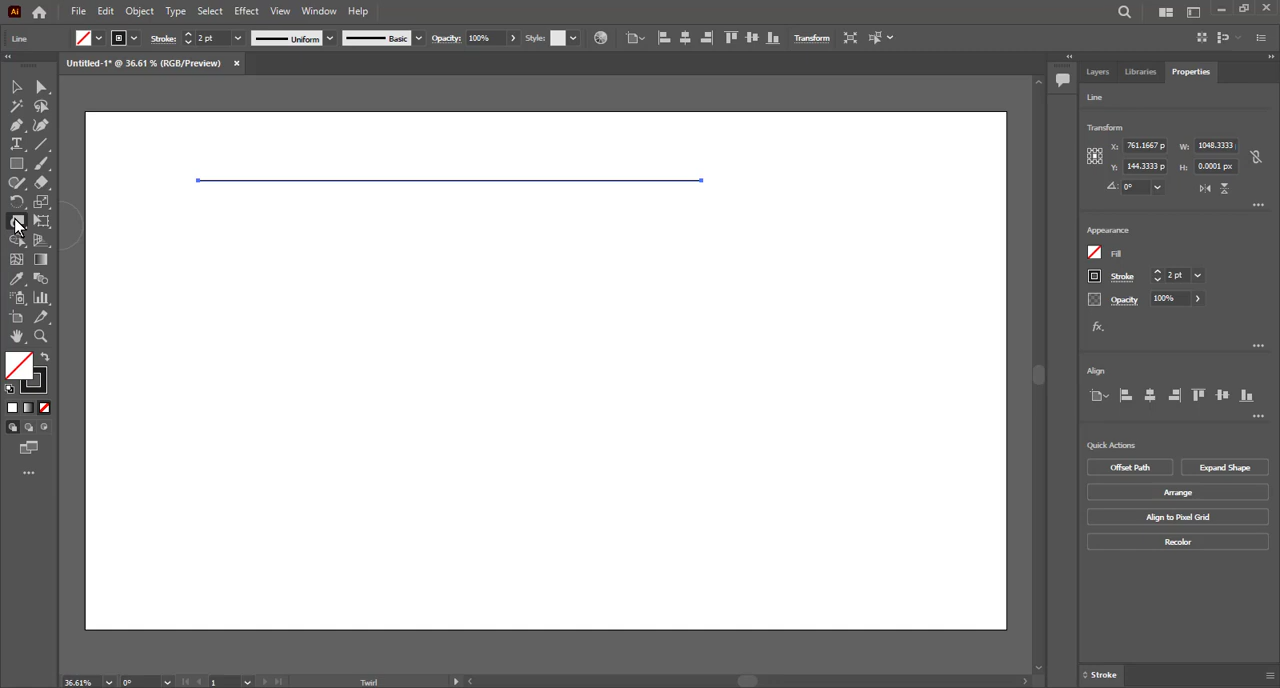 Ai File Edit Object Type Select Effect View Window Help
Line Stroke: 2 pt Uniform Basic Opacity: 100% Style: Transform
Untitled-1* @ 36.61 % (RGB/Preview) ×
Layers Libraries Properties
Line
Transform
X: 761.1667 p W: 1048.3333
Y: 144.3333 p H: 0.0001 px
0°
Appearance
Fill
Stroke 2 pt
Opacity 100%
fx.
Align
Quick Actions
Offset Path Expand Shape
Arrange
Align to Pixel Grid
Recolor
Stroke
36.61% 0° 1 Twirl